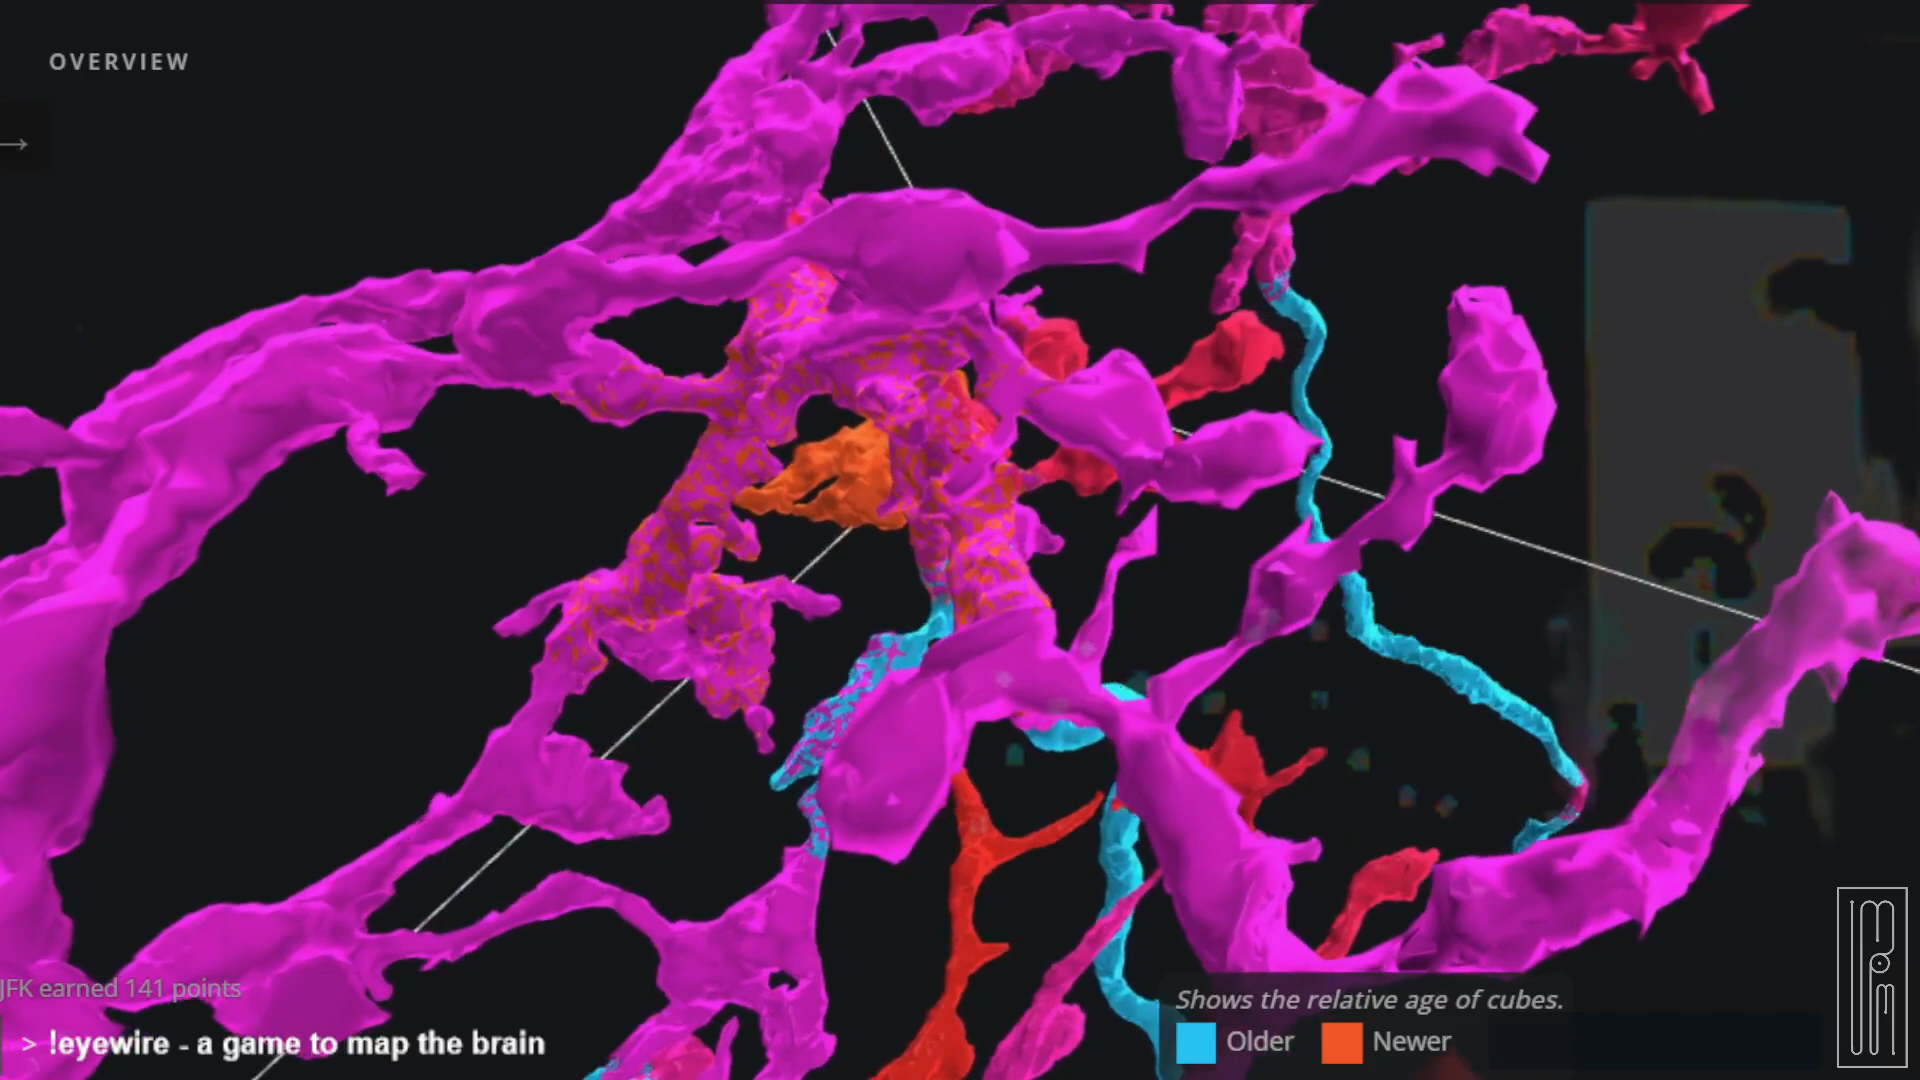 OVERVIEW
→
JFK earned 141 points
> !eyewire - a game to map the brain
Shows the relative age of cubes.
Older Newer